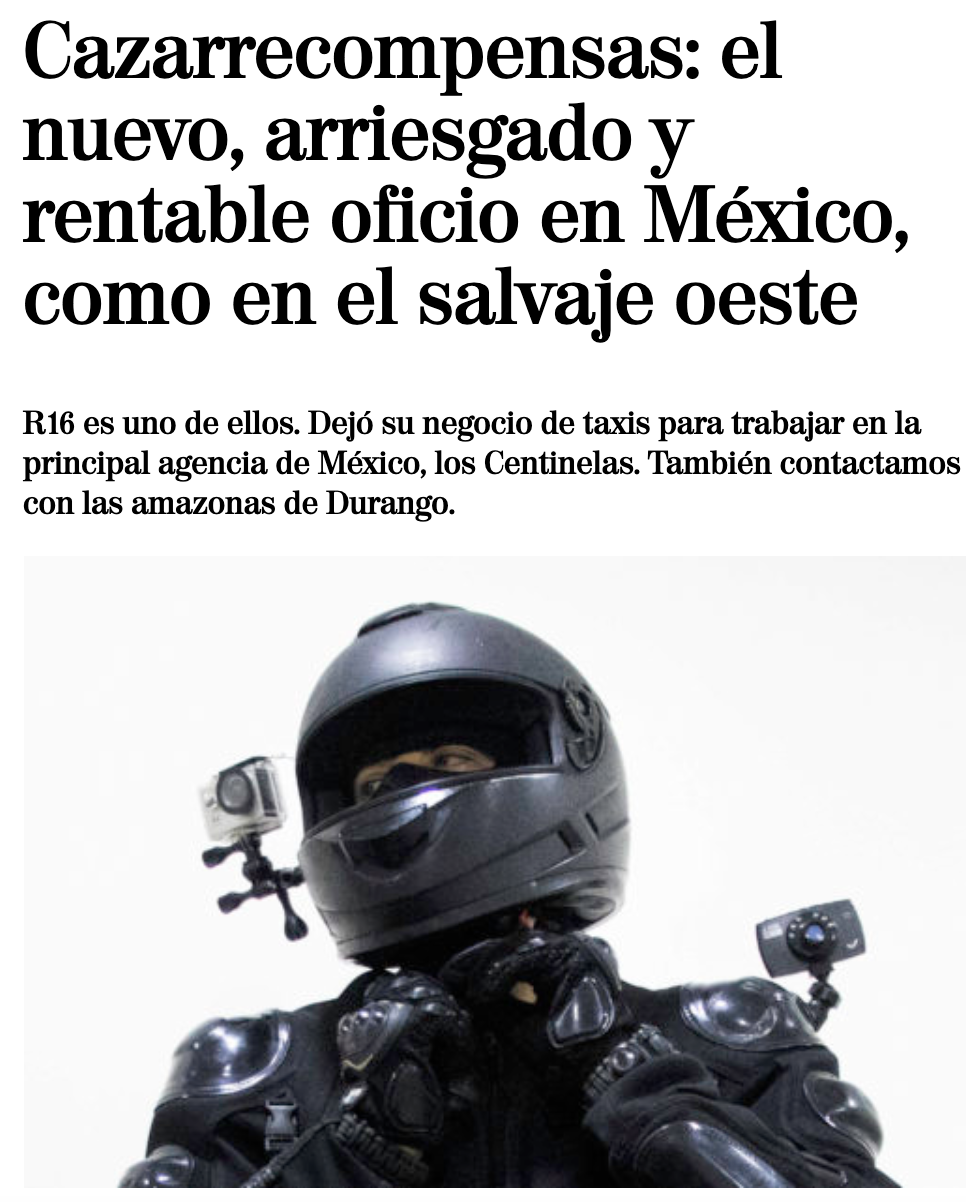 Cazarrecompensas: el
nuevo, arriesgado y
rentable oficio en México,
como en el salvaje oeste
R16 es uno de ellos. Dejó su negocio de taxis para trabajar en la
principal agencia de México, los Centinelas. También contactamos
con las amazonas de Durango.